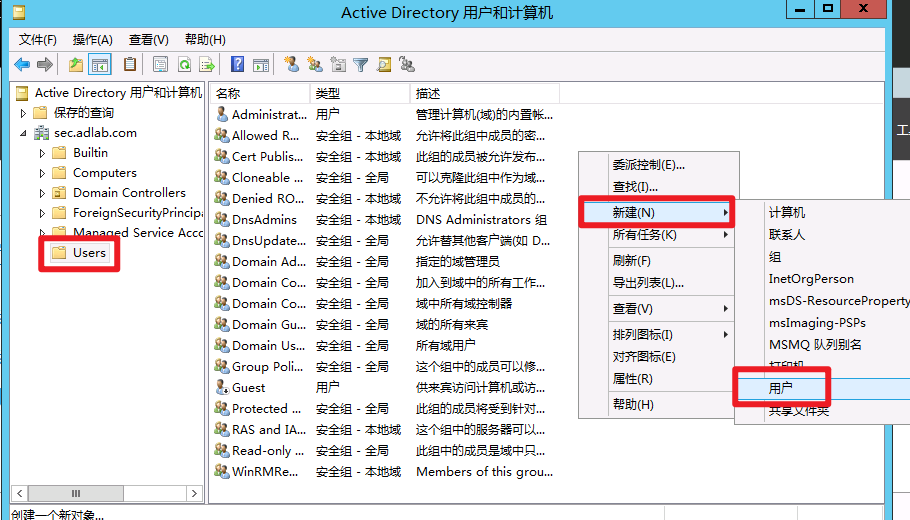 Active Directory 用户和计算机
文件(F) 操作(A) 查看(V) 帮助(H)
Active Directory 用户和计算机
保存的查询
sec.adlab.com
Builtin
Computers
Domain Controllers
ForeignSecurityPrincipa
Managed Service Acco
Users
名称 类型 描述
Administrat... 用户 管理计算机(域)的内置帐...
Allowed R... 安全组 - 本地域 允许将此组中成员的密...
Cert Publis... 安全组 - 本地域 此组的成员被允许发布...
Cloneable ... 安全组 - 全局 可以克隆此组中作为域...
Denied RO... 安全组 - 本地域 不允许将此组中成员的...
DnsAdmins 安全组 - 本地域 DNS Administrators 组
DnsUpdate... 安全组 - 全局 允许替其他客户端(如 D...
Domain Ad... 安全组 - 全局 指定的域管理员
Domain Co... 安全组 - 全局 加入到域中的所有工作...
Domain Co... 安全组 - 全局 域中所有域控制器
Domain Gu... 安全组 - 全局 域的所有来宾
Domain Us... 安全组 - 全局 所有域用户
Group Poli... 安全组 - 全局 这个组中的成员可以修...
Guest 用户 供来宾访问计算机或访...
Protected ... 安全组 - 全局 此组的成员将受到针对...
RAS and IA... 安全组 - 本地域 这个组中的服务器可以...
Read-only ... 安全组 - 全局 此组中的成员是域中只...
WinRMRe... 安全组 - 本地域 Members of this grou...
委派控制(E)...
查找(I)...
新建(N)
所有任务(K)
刷新(F)
导出列表(L)...
查看(V)
排列图标(I)
对齐图标(E)
属性(R)
帮助(H)
计算机
联系人
组
InetOrgPerson
msDS-ResourceProperty
msImaging-PSPs
MSMQ 队列别名
打印机
用户
共享文件夹
创建一个新对象...